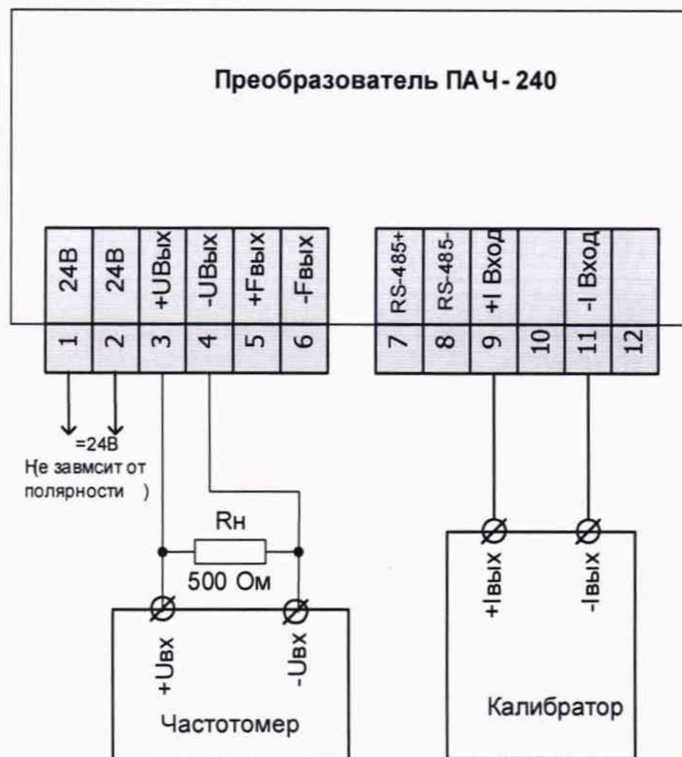 Преобразователь ПАЧ- 240
24В
24В
+UВых
-UВых
+Fвых
-Fвых
RS-485+
RS-485-
+I Вход
-I Вход
1
2
3
4
5
6
7
8
9
10
11
12
=24В
(Не завмсит от
полярности )
Rн
500 Ом
+Uвх
-Uвх
Частотомер
+Iвых
-Iвых
Калибратор